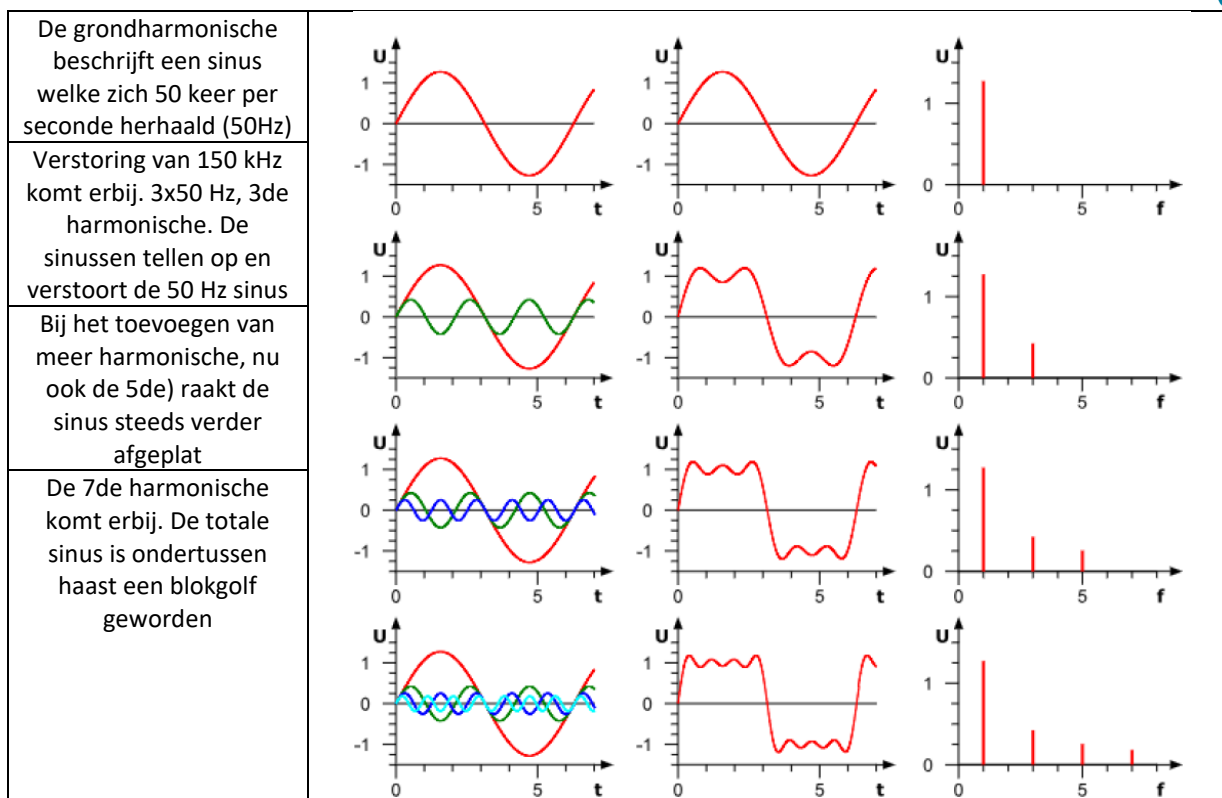 De grondharmonische
beschrijft een sinus
welke zich 50 keer per
seconde herhaald (50Hz)
U
1
0
-1
0
5
t
U
1
0
-1
0
5
t
U
1
0
0
5
f
Verstoring van 150 kHz
komt erbij. 3x50 Hz, 3de
harmonische. De
sinussen tellen op en
verstoort de 50 Hz sinus
U
1
0
-1
0
5
t
U
1
0
-1
0
5
t
U
1
0
0
5
f
Bij het toevoegen van
meer harmonische, nu
ook de 5de) raakt de
sinus steeds verder
afgeplat
U
1
0
-1
0
5
t
U
1
0
-1
0
5
t
U
1
0
0
5
f
De 7de harmonische
komt erbij. De totale
sinus is ondertussen
haast een blokgolf
geworden
U
1
0
-1
0
5
t
U
1
0
-1
0
5
t
U
1
0
0
5
f